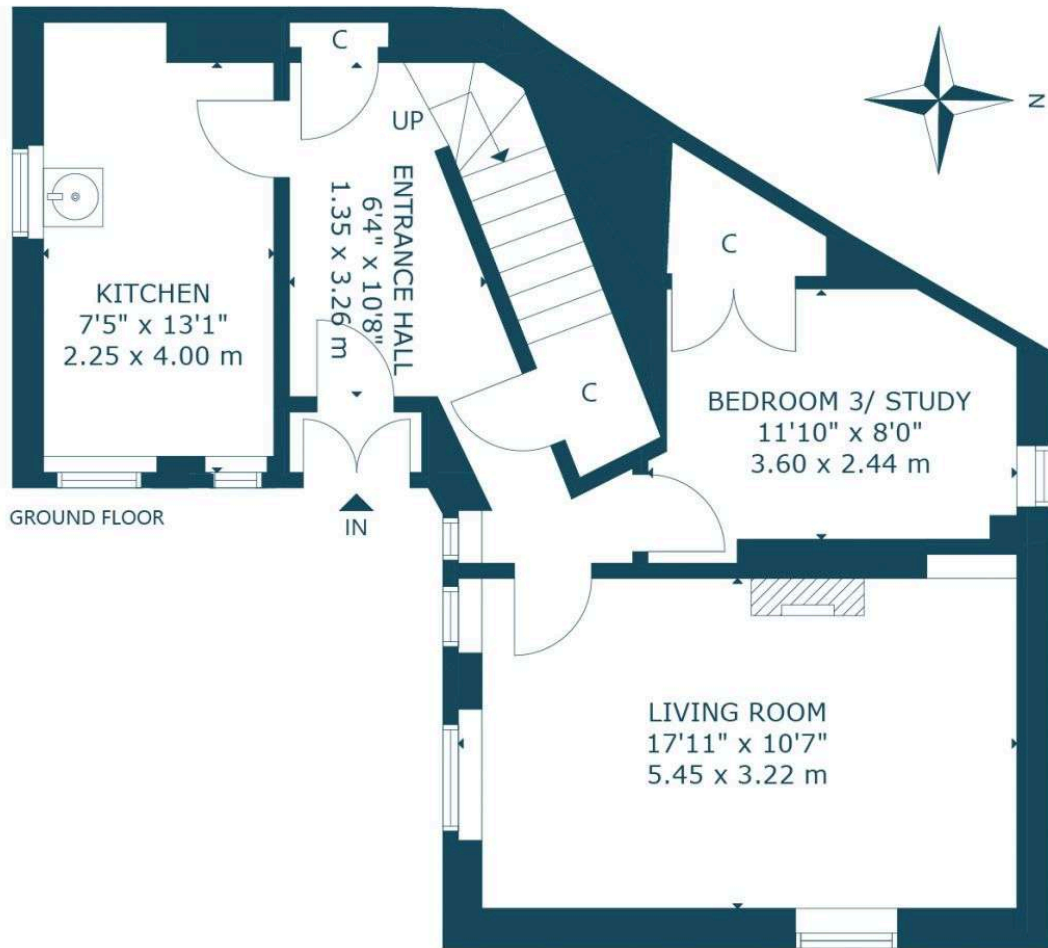 C
N
UP
ENTRANCE HALL
6'4" x 10'8"
1.35 x 3.26 m
KITCHEN
7'5" x 13'1"
2.25 x 4.00 m
C
C
BEDROOM 3/ STUDY
11'10" x 8'0"
3.60 x 2.44 m
GROUND FLOOR
IN
LIVING ROOM
17'11" x 10'7"
5.45 x 3.22 m